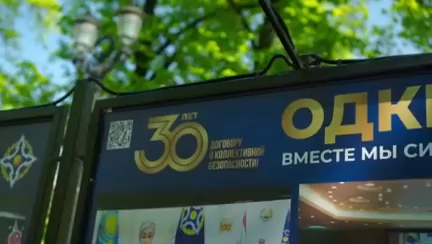 30 лет
ДОГОВОРУ
О КОЛЛЕКТИВНОЙ
БЕЗОПАСНОСТИ!
ОДК
ВМЕСТЕ МЫ СИ